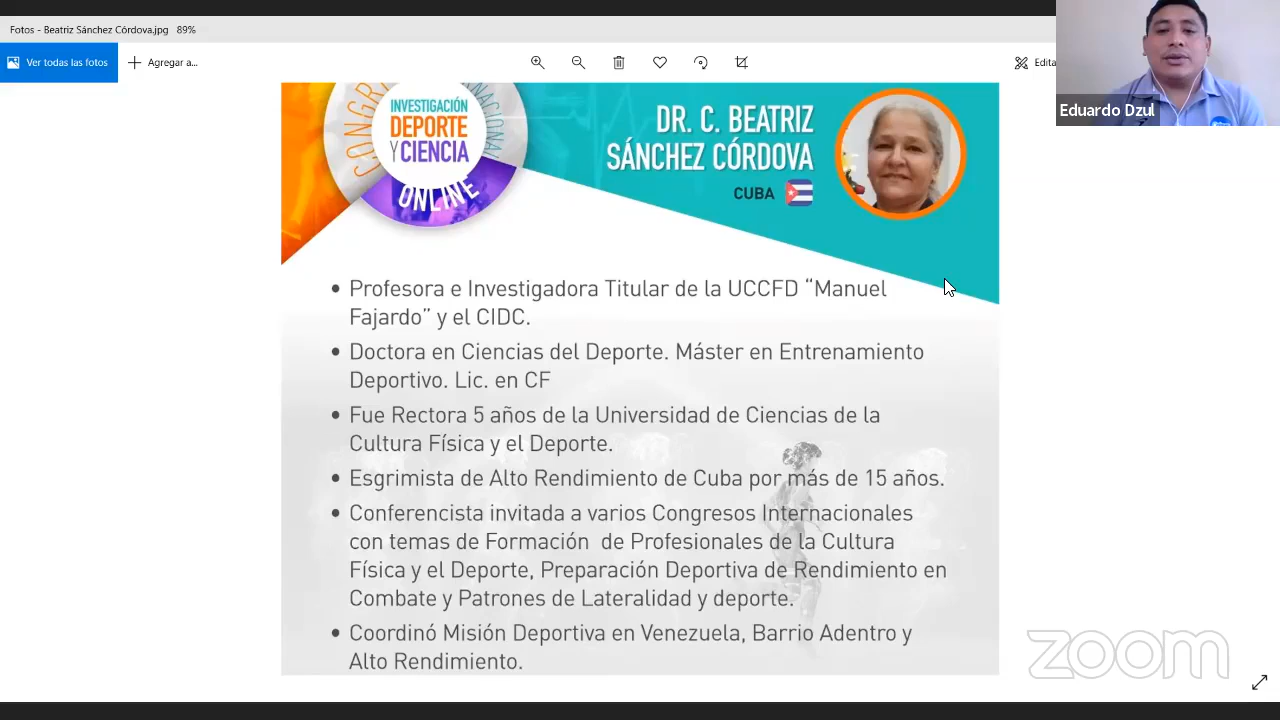 Fotos - Beatriz Sánchez Córdova.jpg 89%
Ver todas las fotos
Agregar a...
Edita
Eduardo Dzul
INVESTIGACIÓN
DEPORTE
Y CIENCIA
ONLINE
DR. C. BEATRIZ
SÁNCHEZ CÓRDOVA
CUBA
• Profesora e Investigadora Titular de la UCCFD “Manuel
Fajardo” y el CIDC.
• Doctora en Ciencias del Deporte. Máster en Entrenamiento
Deportivo. Lic. en CF
• Fue Rectora 5 años de la Universidad de Ciencias de la
Cultura Física y el Deporte.
• Esgrimista de Alto Rendimiento de Cuba por más de 15 años.
• Conferencista invitada a varios Congresos Internacionales
con temas de Formación de Profesionales de la Cultura
Física y el Deporte, Preparación Deportiva de Rendimiento en
Combate y Patrones de Lateralidad y deporte.
• Coordinó Misión Deportiva en Venezuela, Barrio Adentro y
Alto Rendimiento.
zoom